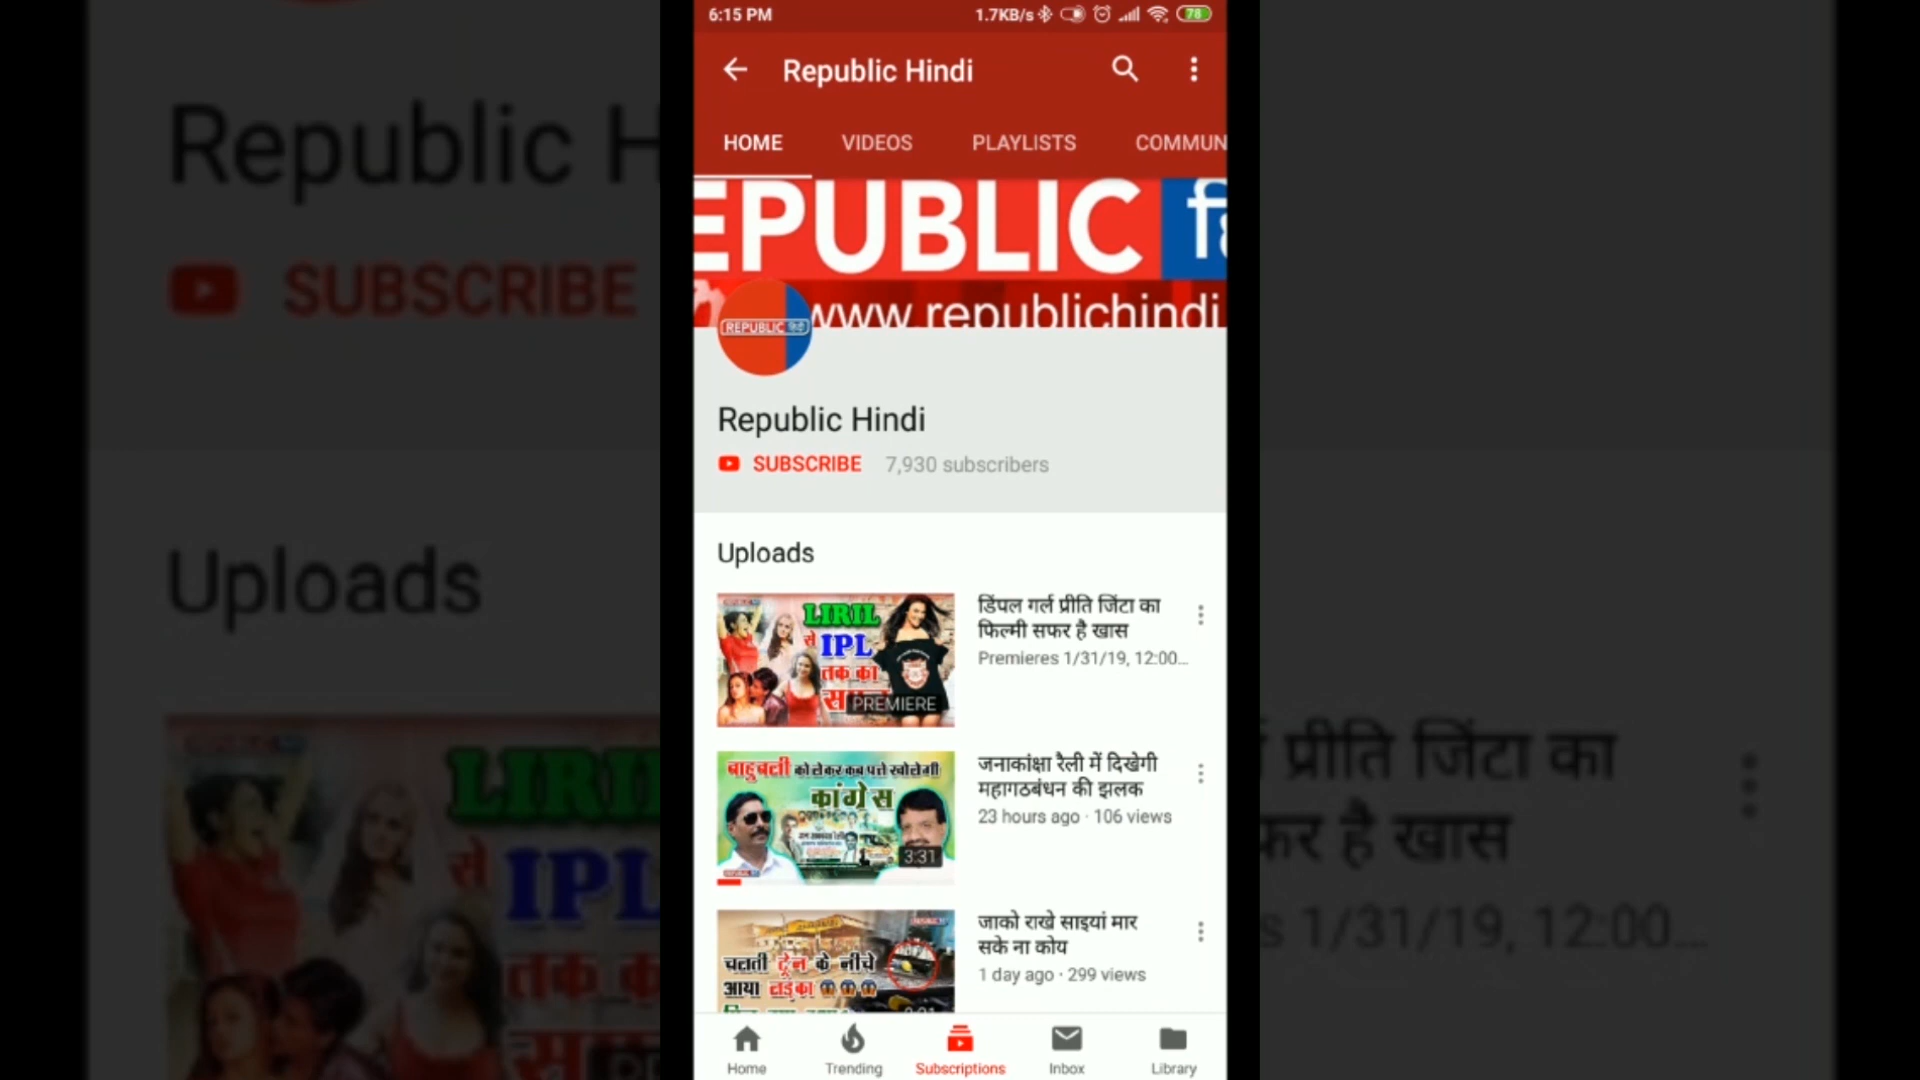 6:15 PM
1.7KB/s
78
Republic Hindi
HOME
VIDEOS
PLAYLISTS
COMMUN
EPUBLIC
www.republichindi
REPUBLIC हिंदी
Republic Hindi
SUBSCRIBE
7,930 subscribers
Uploads
LIRIL
से
IPL
तक का
PREMIERE
डिंपल गर्ल प्रीति जिंटा का
फिल्मी सफर है खास
Premieres 1/31/19, 12:00...
बाहुबली को लेकर कब पत्ते खोलेगी
कांग्रेस
3:31
जनाकांक्षा रैली में दिखेगी
महागठबंधन की झलक
23 hours ago · 106 views
चलती ट्रेन के नीचे
आया लड़का
जाको राखे साइयां मार
सके ना कोय
1 day ago · 299 views
Home
Trending
Subscriptions
Inbox
Library
Republic H
SUBSCRIBE
Uploads
प्रीति जिंटा का
फर है खास
s 1/31/19, 12:00...